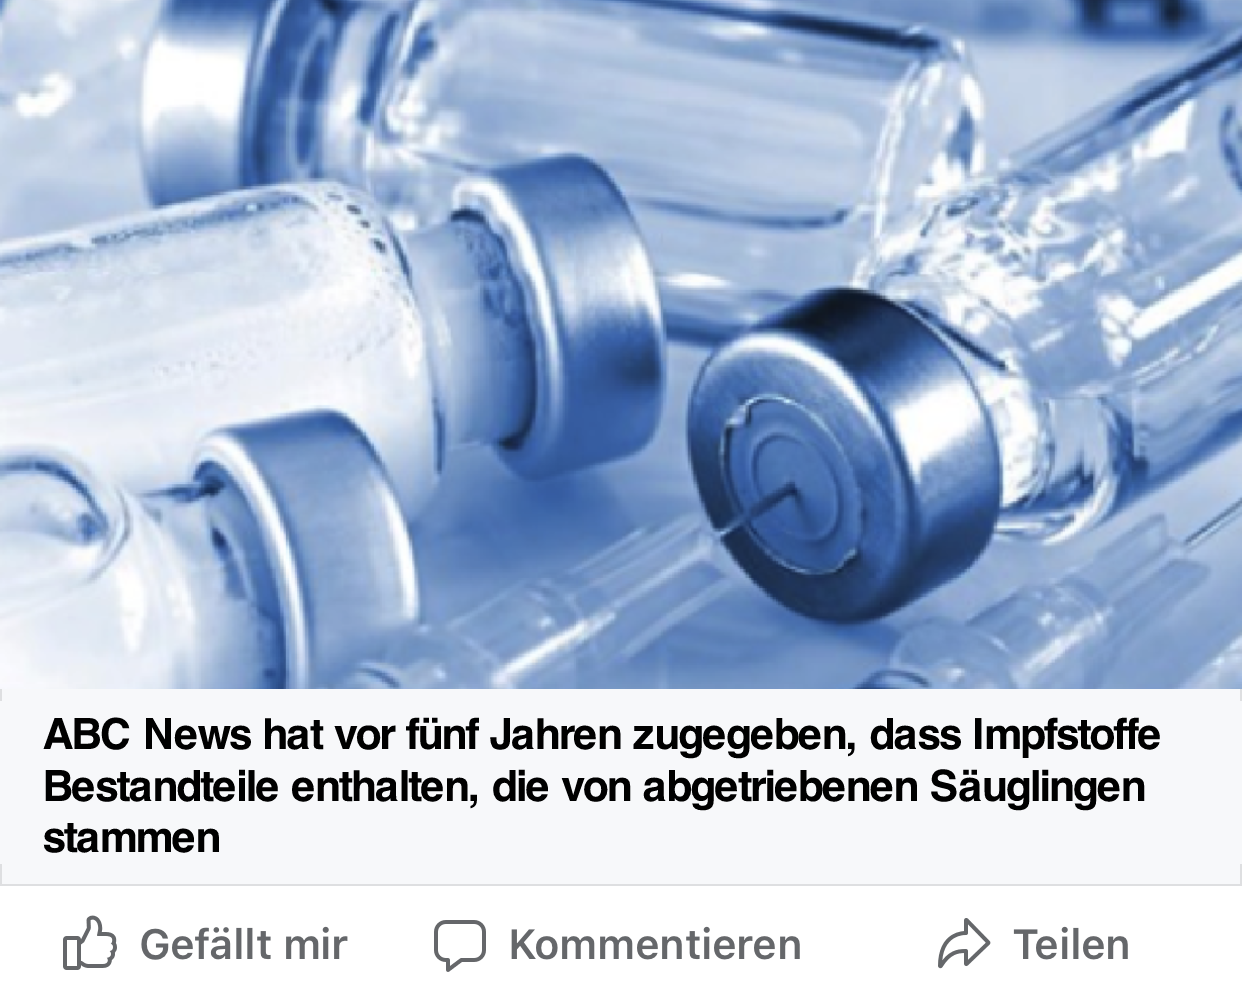 ABC News hat vor fünf Jahren zugegeben, dass Impfstoffe
Bestandteile enthalten, die von abgetriebenen Säuglingen
stammen
Gefällt mir
Kommentieren
Teilen